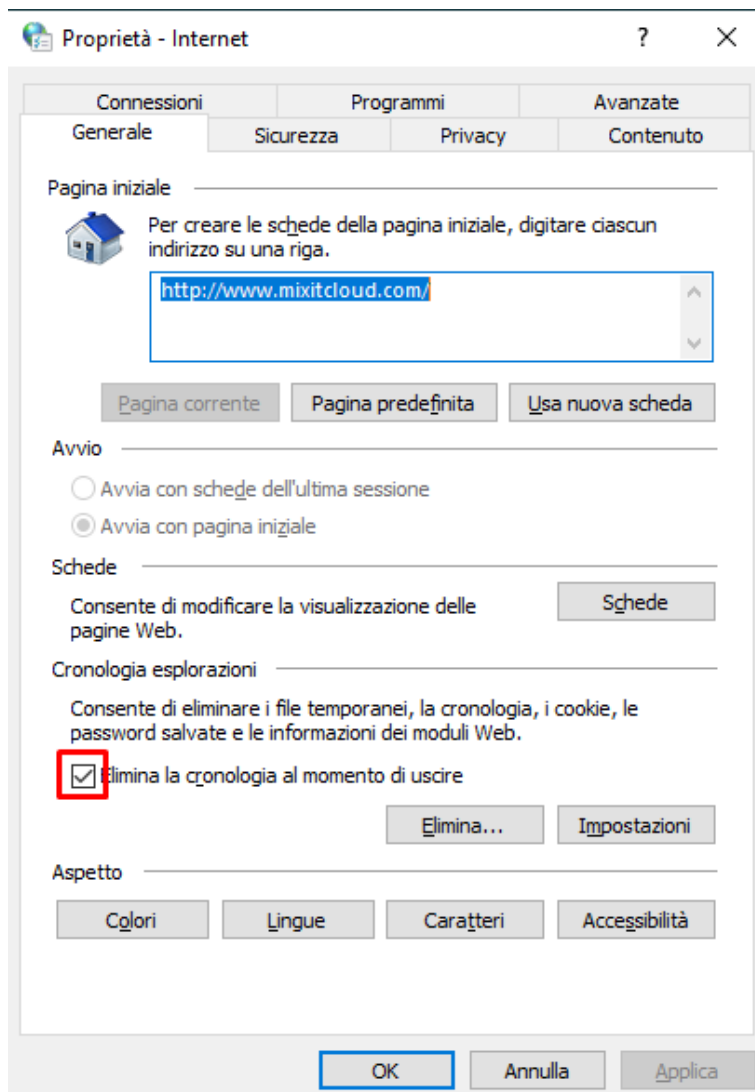 Proprietà - Internet
?
Connessioni Programmi Avanzate
Generale Sicurezza Privacy Contenuto
Pagina iniziale
Per creare le schede della pagina iniziale, digitare ciascun
indirizzo su una riga.
http://www.mixitcloud.com/
Pagina corrente Pagina predefinita Usa nuova scheda
Avvio
Avvia con schede dell'ultima sessione
Avvia con pagina iniziale
Schede
Consente di modificare la visualizzazione delle
pagine Web.
Schede
Cronologia esplorazioni
Consente di eliminare i file temporanei, la cronologia, i cookie, le
password salvate e le informazioni dei moduli Web.
Elimina la cronologia al momento di uscire
Elimina... Impostazioni
Aspetto
Colori Lingue Caratteri Accessibilità
OK Annulla Applica